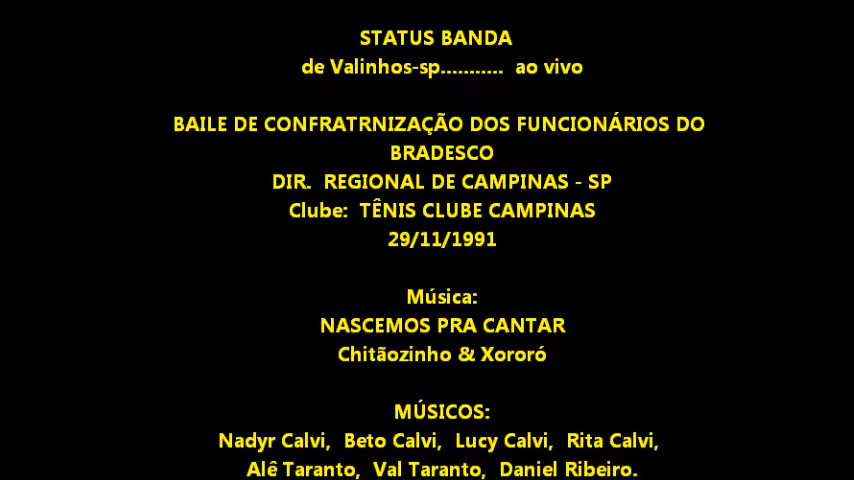 STATUS BANDA
de Valinhos-sp........... ao vivo
BAILE DE CONFRATRNIZAÇÃO DOS FUNCIONÁRIOS DO
BRADESCO
DIR. REGIONAL DE CAMPINAS - SP
Clube: TÊNIS CLUBE CAMPINAS
29/11/1991
Música:
NASCEMOS PRA CANTAR
Chitãozinho & Xororó
MÚSICOS:
Nadyr Calvi, Beto Calvi, Lucy Calvi, Rita Calvi,
Alê Taranto, Val Taranto, Daniel Ribeiro.